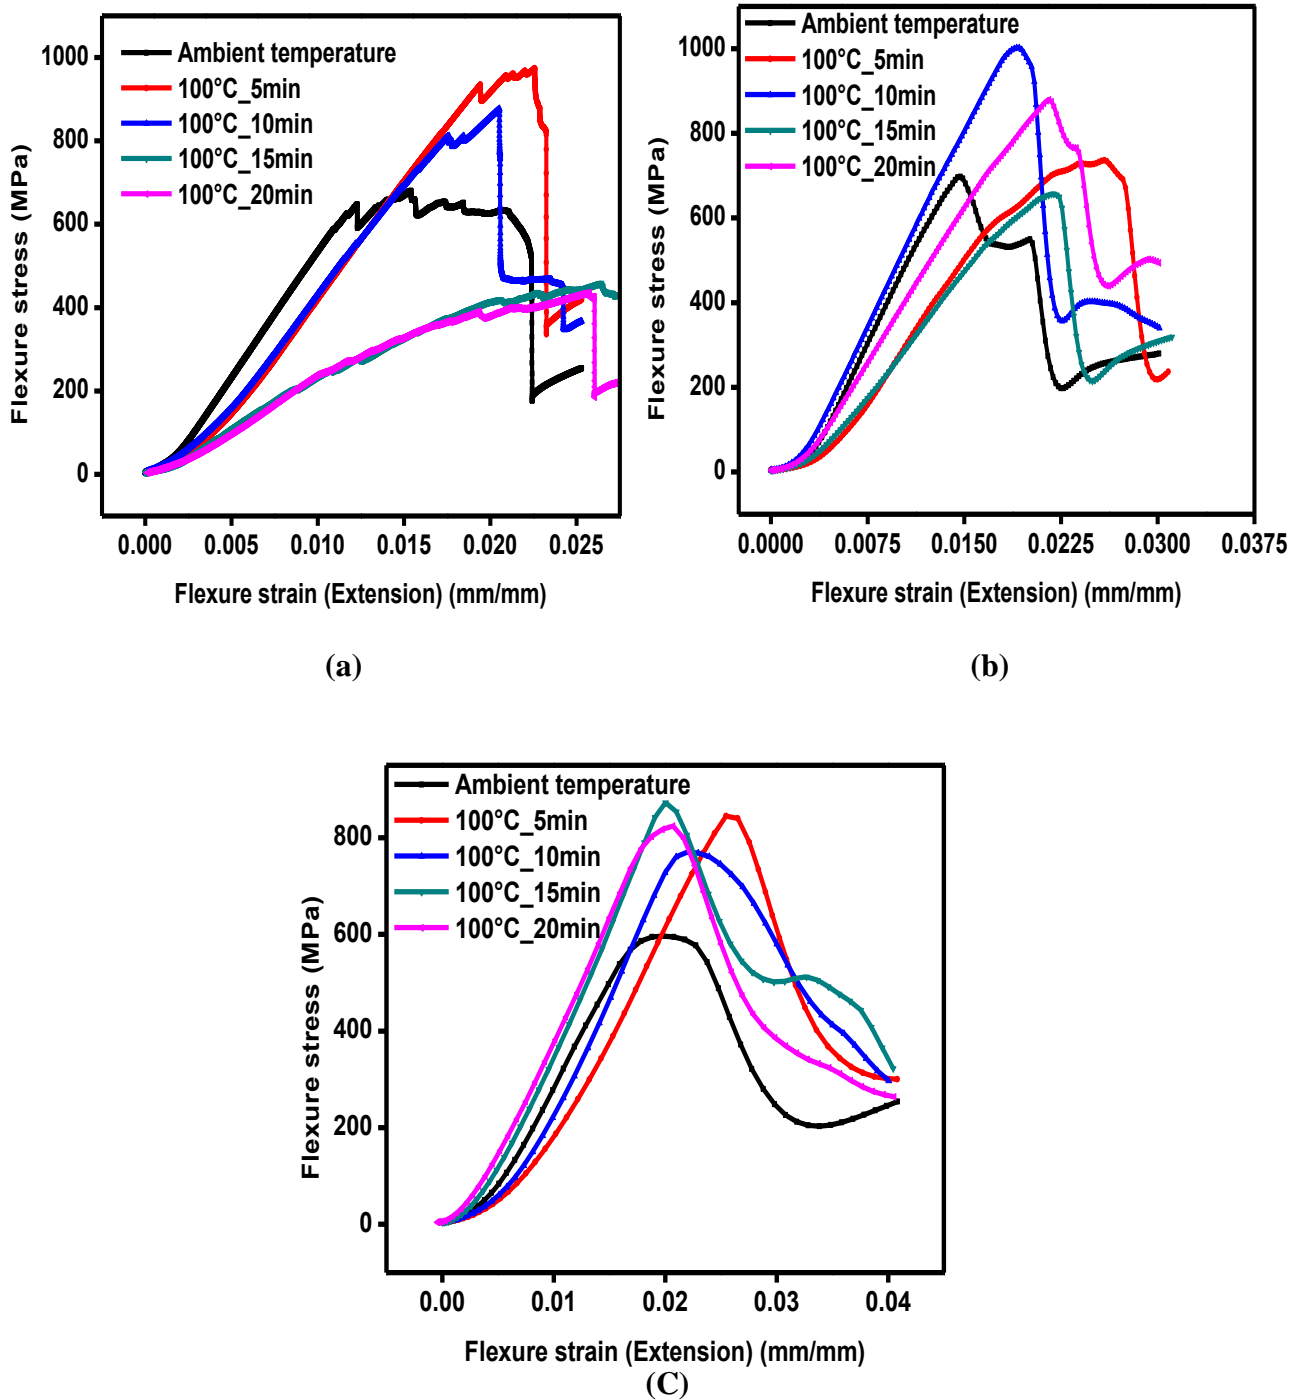 Ambient temperature
100°C_5min
100°C_10min
100°C_15min
100°C_20min
1000
800
600
400
200
0
Flexure stress (MPa)
0.000 0.005 0.010 0.015 0.020 0.025
Flexure strain (Extension) (mm/mm)
(a)
Ambient temperature
100°C_5min
100°C_10min
100°C_15min
100°C_20min
1000
800
600
400
200
0
Flexure stress (MPa)
0.0000 0.0075 0.0150 0.0225 0.0300 0.0375
Flexure strain (Extension) (mm/mm)
(b)
Ambient temperature
100°C_5min
100°C_10min
100°C_15min
100°C_20min
800
600
400
200
0
Flexure stress (MPa)
0.00 0.01 0.02 0.03 0.04
Flexure strain (Extension) (mm/mm)
(C)